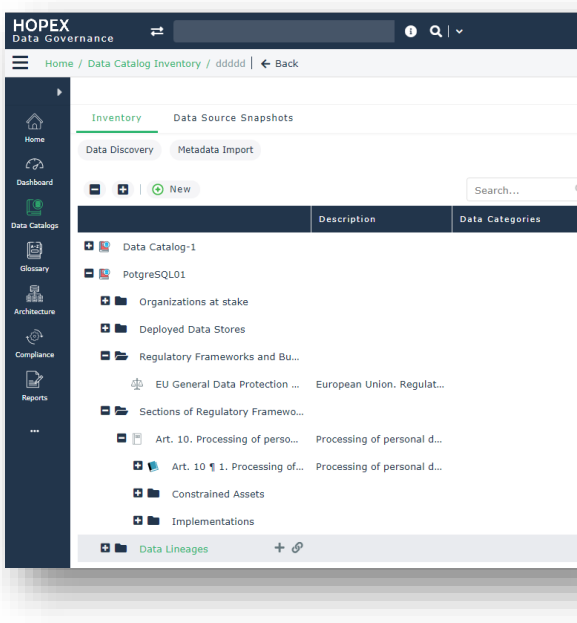 HOPEX
Data Governance
Home / Data Catalog Inventory / ddddd Back
Inventory Data Source Snapshots
Data Discovery Metadata Import
New Search...
Description Data Categories
Data Catalog-1
PotgreSQL01
Organizations at stake
Deployed Data Stores
Regulatory Frameworks and Bu...
EU General Data Protection ... European Union. Regulat...
Sections of Regulatory Framewo...
Art. 10. Processing of perso... Processing of personal d...
Art. 10 ¶ 1. Processing of... Processing of personal d...
Constrained Assets
Implementations
Data Lineages
Home
Dashboard
Data Catalogs
Glossary
Architecture
Compliance
Reports
...